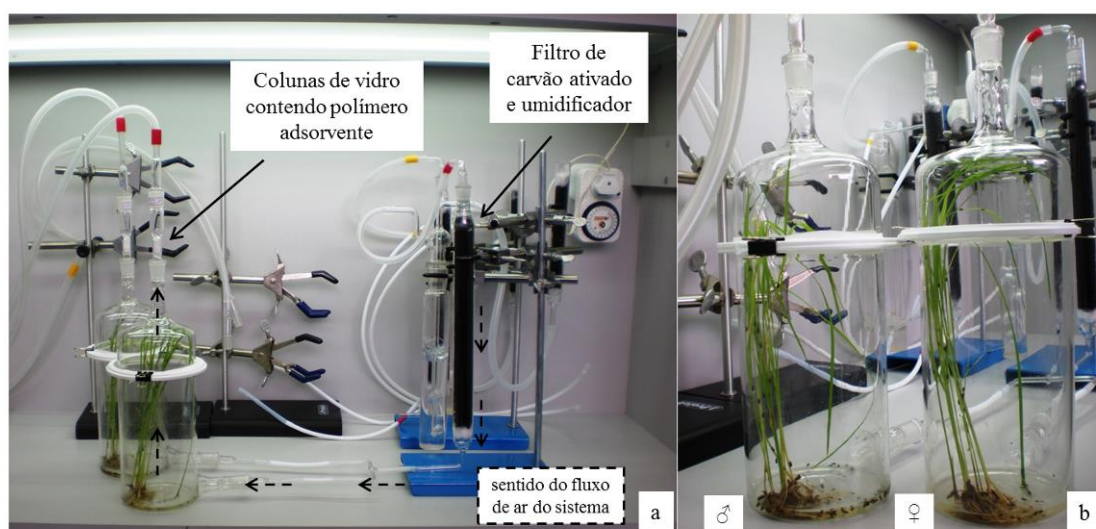 Colunas de vidro
contendo polímero
adsorvente
Filtro de
carvão ativado
e umidificador
sentido do fluxo
de ar do sistema
a
♂
♀
b